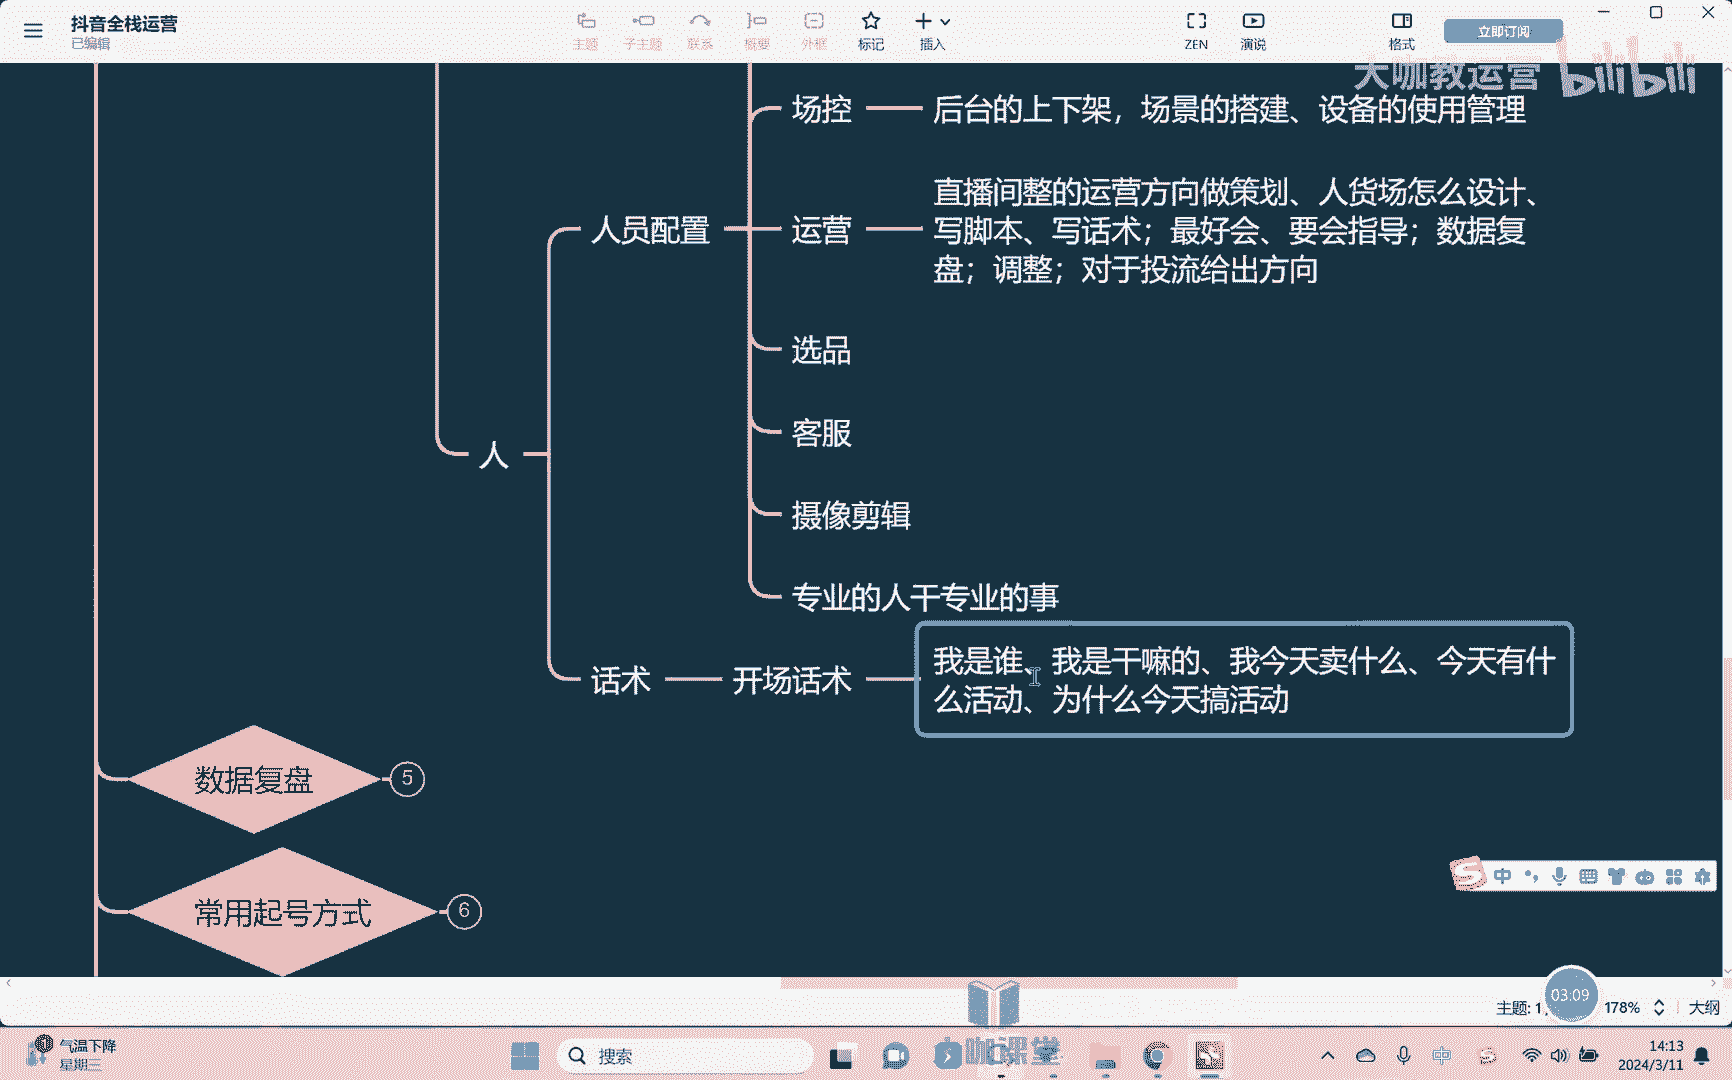 抖音全栈运营
已编辑
主题
子主题
联系
概要
外框
标记
插入
ZEN
演说
格式
立即订阅
大咖教运营 bilibili
场控
后台的上下架，场景的搭建、设备的使用管理
人员配置
运营
直播间整的运营方向做策划、人货场怎么设计、
写脚本、写话术；最好会、要会指导；数据复
盘；调整；对于投流给出方向
选品
客服
人
摄像剪辑
专业的人干专业的事
话术
开场话术
我是谁、我是干嘛的、我今天卖什么、今天有什
么活动、为什么今天搞活动
数据复盘
5
常用起号方式
6
中
03:09
主题: 1
178%
大纲
气温下降
星期三
搜索
咖课堂
中
14:13
2024/3/11